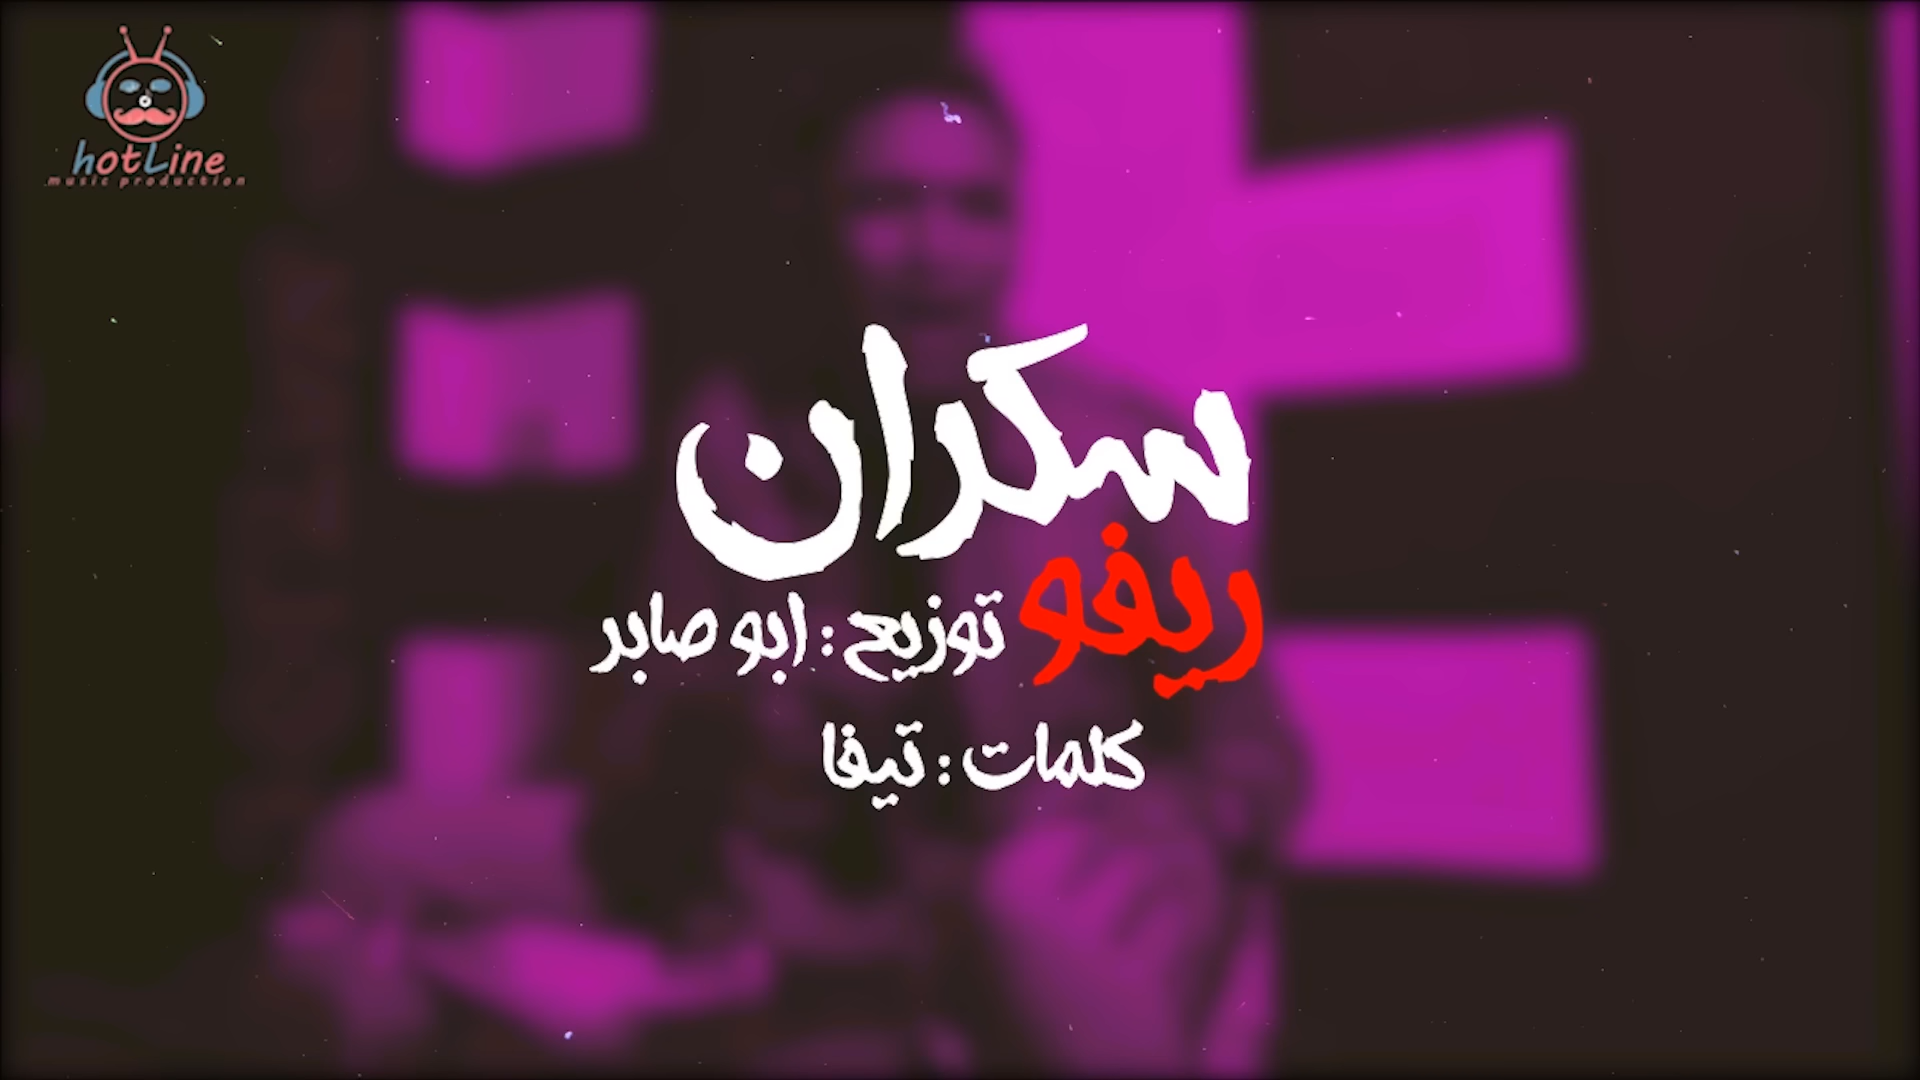 hotLine
music production
سكران
ريفو توزيع : ابو صابر
كلمات : تيفا